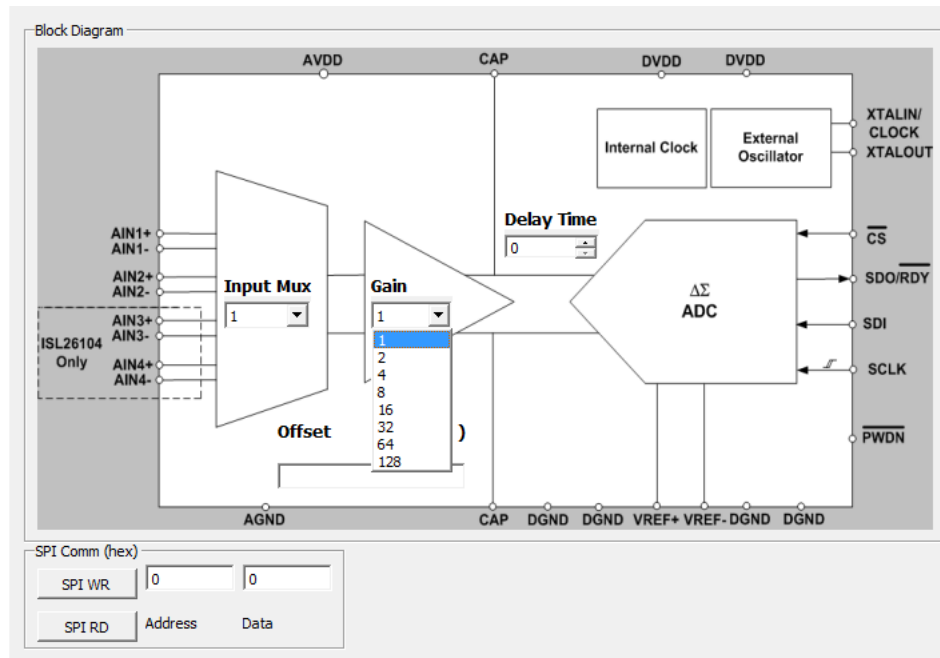 Block Diagram
AVDD
CAP
DVDD
DVDD
XTALIN/
CLOCK
XTALOUT
Internal Clock
External
Oscillator
Delay Time
0
AIN1+
AIN1-
CS
AIN2+
AIN2-
SDO/RDY
Input Mux
1
Gain
1
1
2
4
8
16
32
64
128
ΔΣ
ADC
ISL26104
Only
AIN3+
AIN3-
AIN4+
AIN4-
SDI
SCLK
PWDN
Offset )
AGND
CAP
DGND
DGND
VREF+
VREF-
DGND
DGND
SPI Comm (hex)
SPI WR
0
0
SPI RD
Address
Data